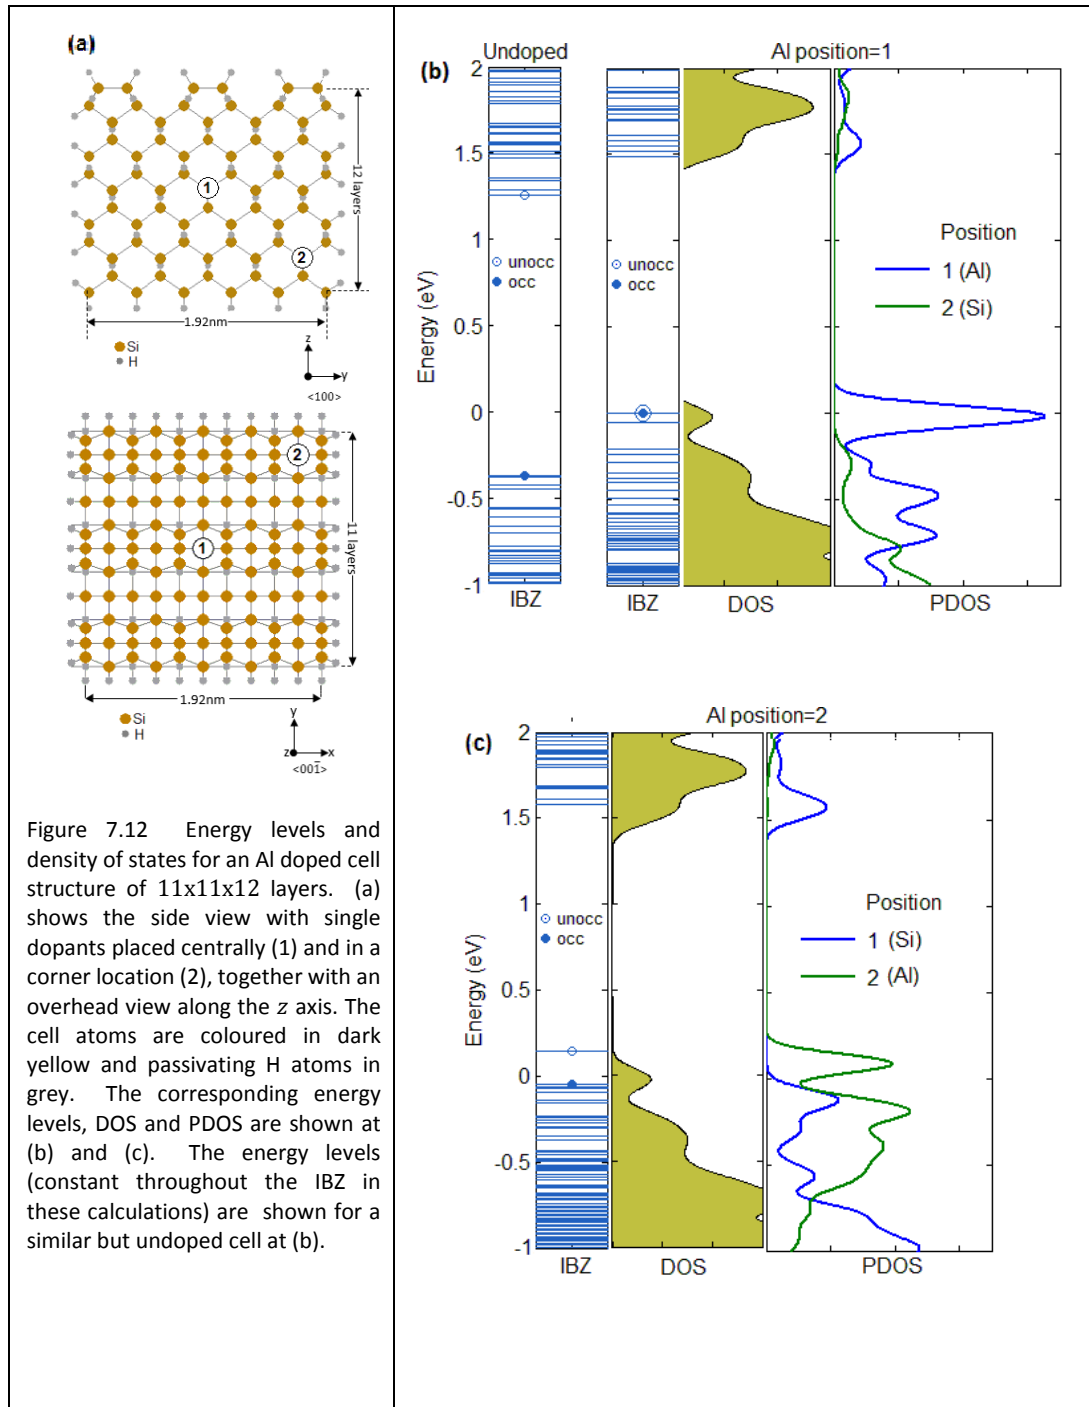 (a)
1
2
12 layers
1.92nm
Si
H
z
y
<100>
2
1
11 layers
1.92nm
Si
H
y
z
x
<001̄>
Figure 7.12 Energy levels and
density of states for an Al doped cell
structure of 11x11x12 layers. (a)
shows the side view with single
dopants placed centrally (1) and in a
corner location (2), together with an
overhead view along the z axis. The
cell atoms are coloured in dark
yellow and passivating H atoms in
grey. The corresponding energy
levels, DOS and PDOS are shown at
(b) and (c). The energy levels
(constant throughout the IBZ in
these calculations) are shown for a
similar but undoped cell at (b).
(b)
Undoped
Al position=1
2
1.5
1
0.5
0
-0.5
-1
Energy (eV)
unocc
occ
unocc
occ
Position
1 (Al)
2 (Si)
IBZ
IBZ
DOS
PDOS
(c)
Al position=2
2
1.5
1
0.5
0
-0.5
-1
Energy (eV)
unocc
occ
Position
1 (Si)
2 (Al)
IBZ
DOS
PDOS